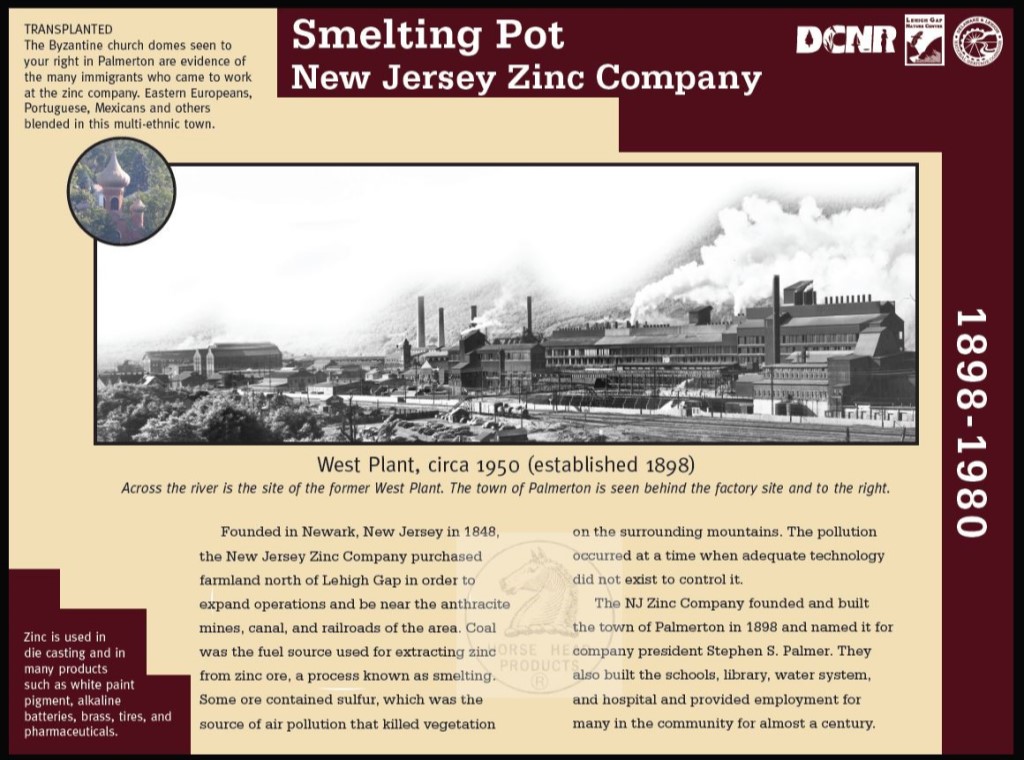 TRANSPLANTED
The Byzantine church domes seen to
your right in Palmerton are evidence of
the many immigrants who came to work
at the zinc company. Eastern Europeans,
Portuguese, Mexicans and others
blended in this multi-ethnic town.
Smelting Pot
New Jersey Zinc Company
DCNR
LEHIGH GAP
NATURE CENTER
1898-1980
West Plant, circa 1950 (established 1898)
Across the river is the site of the former West Plant. The town of Palmerton is seen behind the factory site and to the right.
Founded in Newark, New Jersey in 1848,
the New Jersey Zinc Company purchased
farmland north of Lehigh Gap in order to
expand operations and be near the anthracite
mines, canal, and railroads of the area. Coal
was the fuel source used for extracting zinc
from zinc ore, a process known as smelting.
Some ore contained sulfur, which was the
source of air pollution that killed vegetation
on the surrounding mountains. The pollution
occurred at a time when adequate technology
did not exist to control it.
The NJ Zinc Company founded and built
the town of Palmerton in 1898 and named it for
company president Stephen S. Palmer. They
also built the schools, library, water system,
and hospital and provided employment for
many in the community for almost a century.
HORSE HEAD
PRODUCTS
®
Zinc is used in
die casting and in
many products
such as white paint
pigment, alkaline
batteries, brass, tires, and
pharmaceuticals.